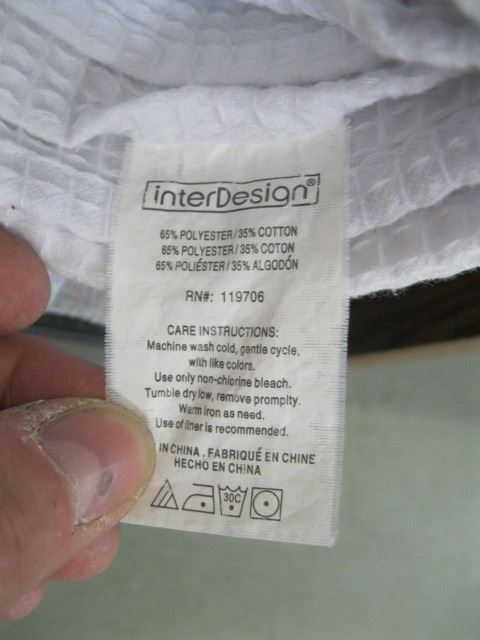 interDesign®
65% POLYESTER/35% COTTON
65% POLYESTER/35% COTON
65% POLIÉSTER/35% ALGODÓN
RN#: 119706
CARE INSTRUCTIONS:
Machine wash cold, gentle cycle,
with like colors.
Use only non-chlorine bleach.
Tumble dry low, remove promplty.
Warm iron as need.
Use of liner is recommended.
IN CHINA . FABRIQUÉ EN CHINE
HECHO EN CHINA
30C